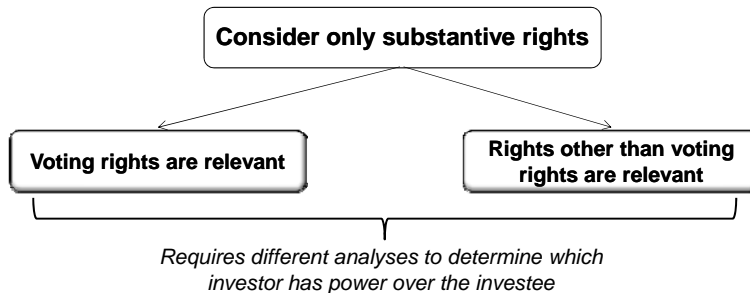 Consider only substantive rights
Voting rights are relevant
Rights other than voting
rights are relevant
Requires different analyses to determine which
investor has power over the investee